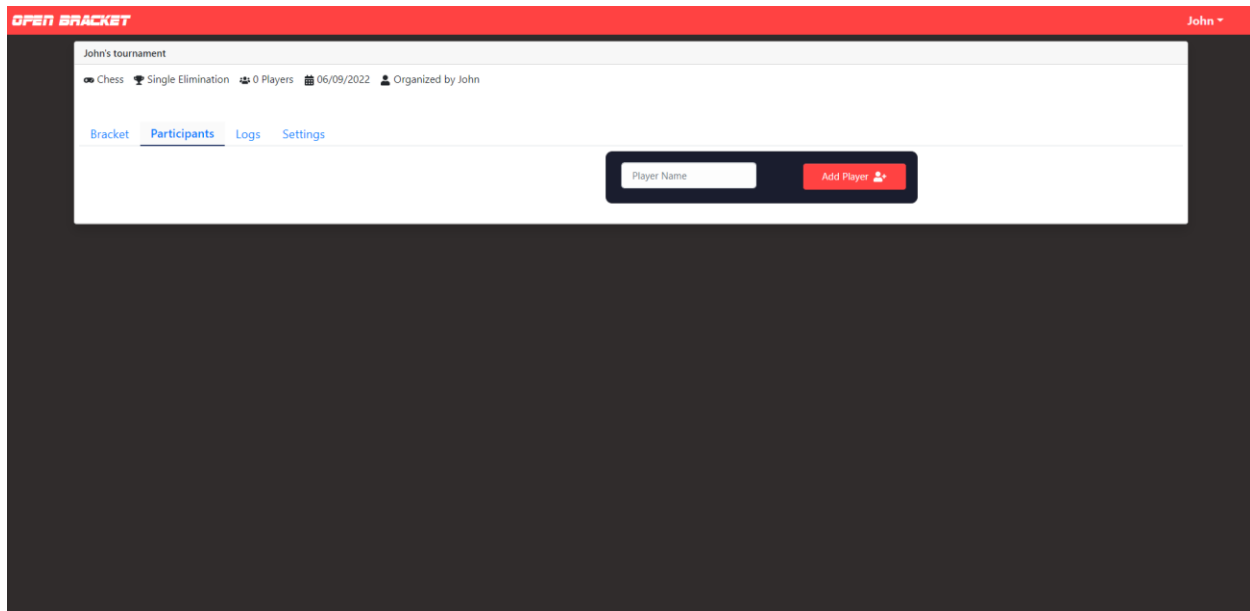 OPEN BRACKET John
John's tournament
Chess Single Elimination 0 Players 06/09/2022 Organized by John
Bracket Participants Logs Settings
Player Name Add Player